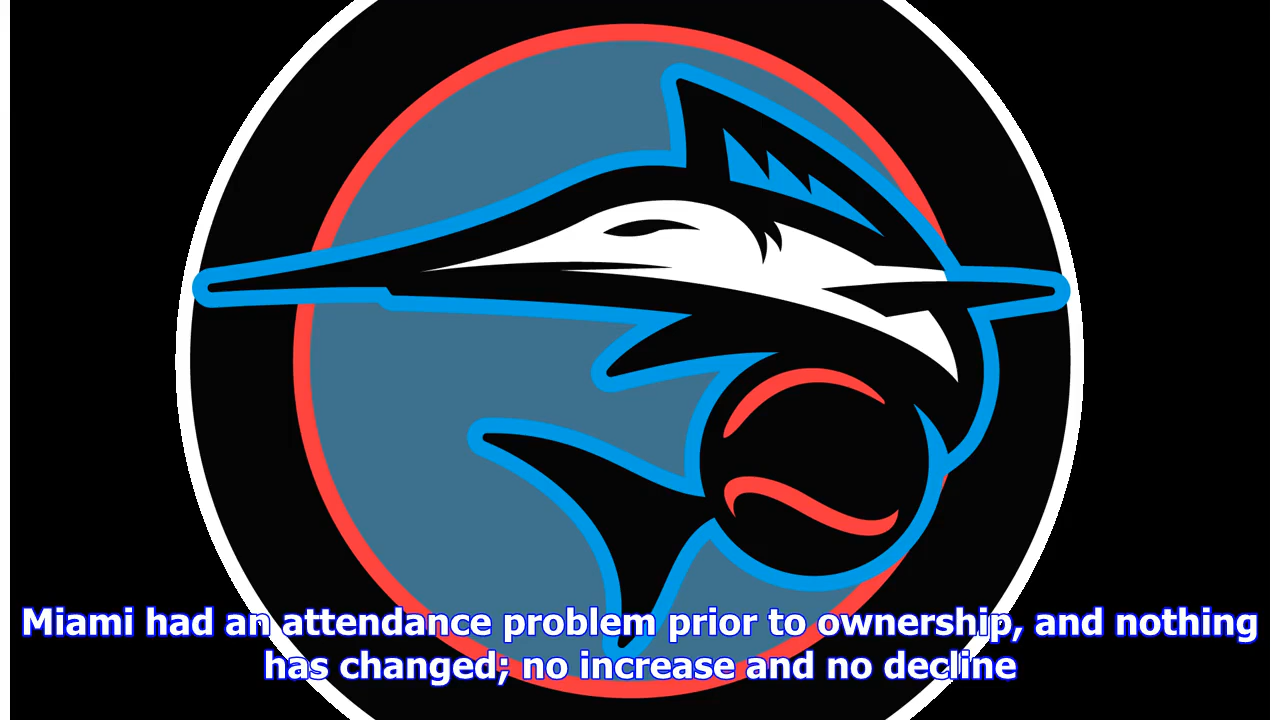 Miami had an attendance problem prior to ownership, and nothing
has changed; no increase and no decline